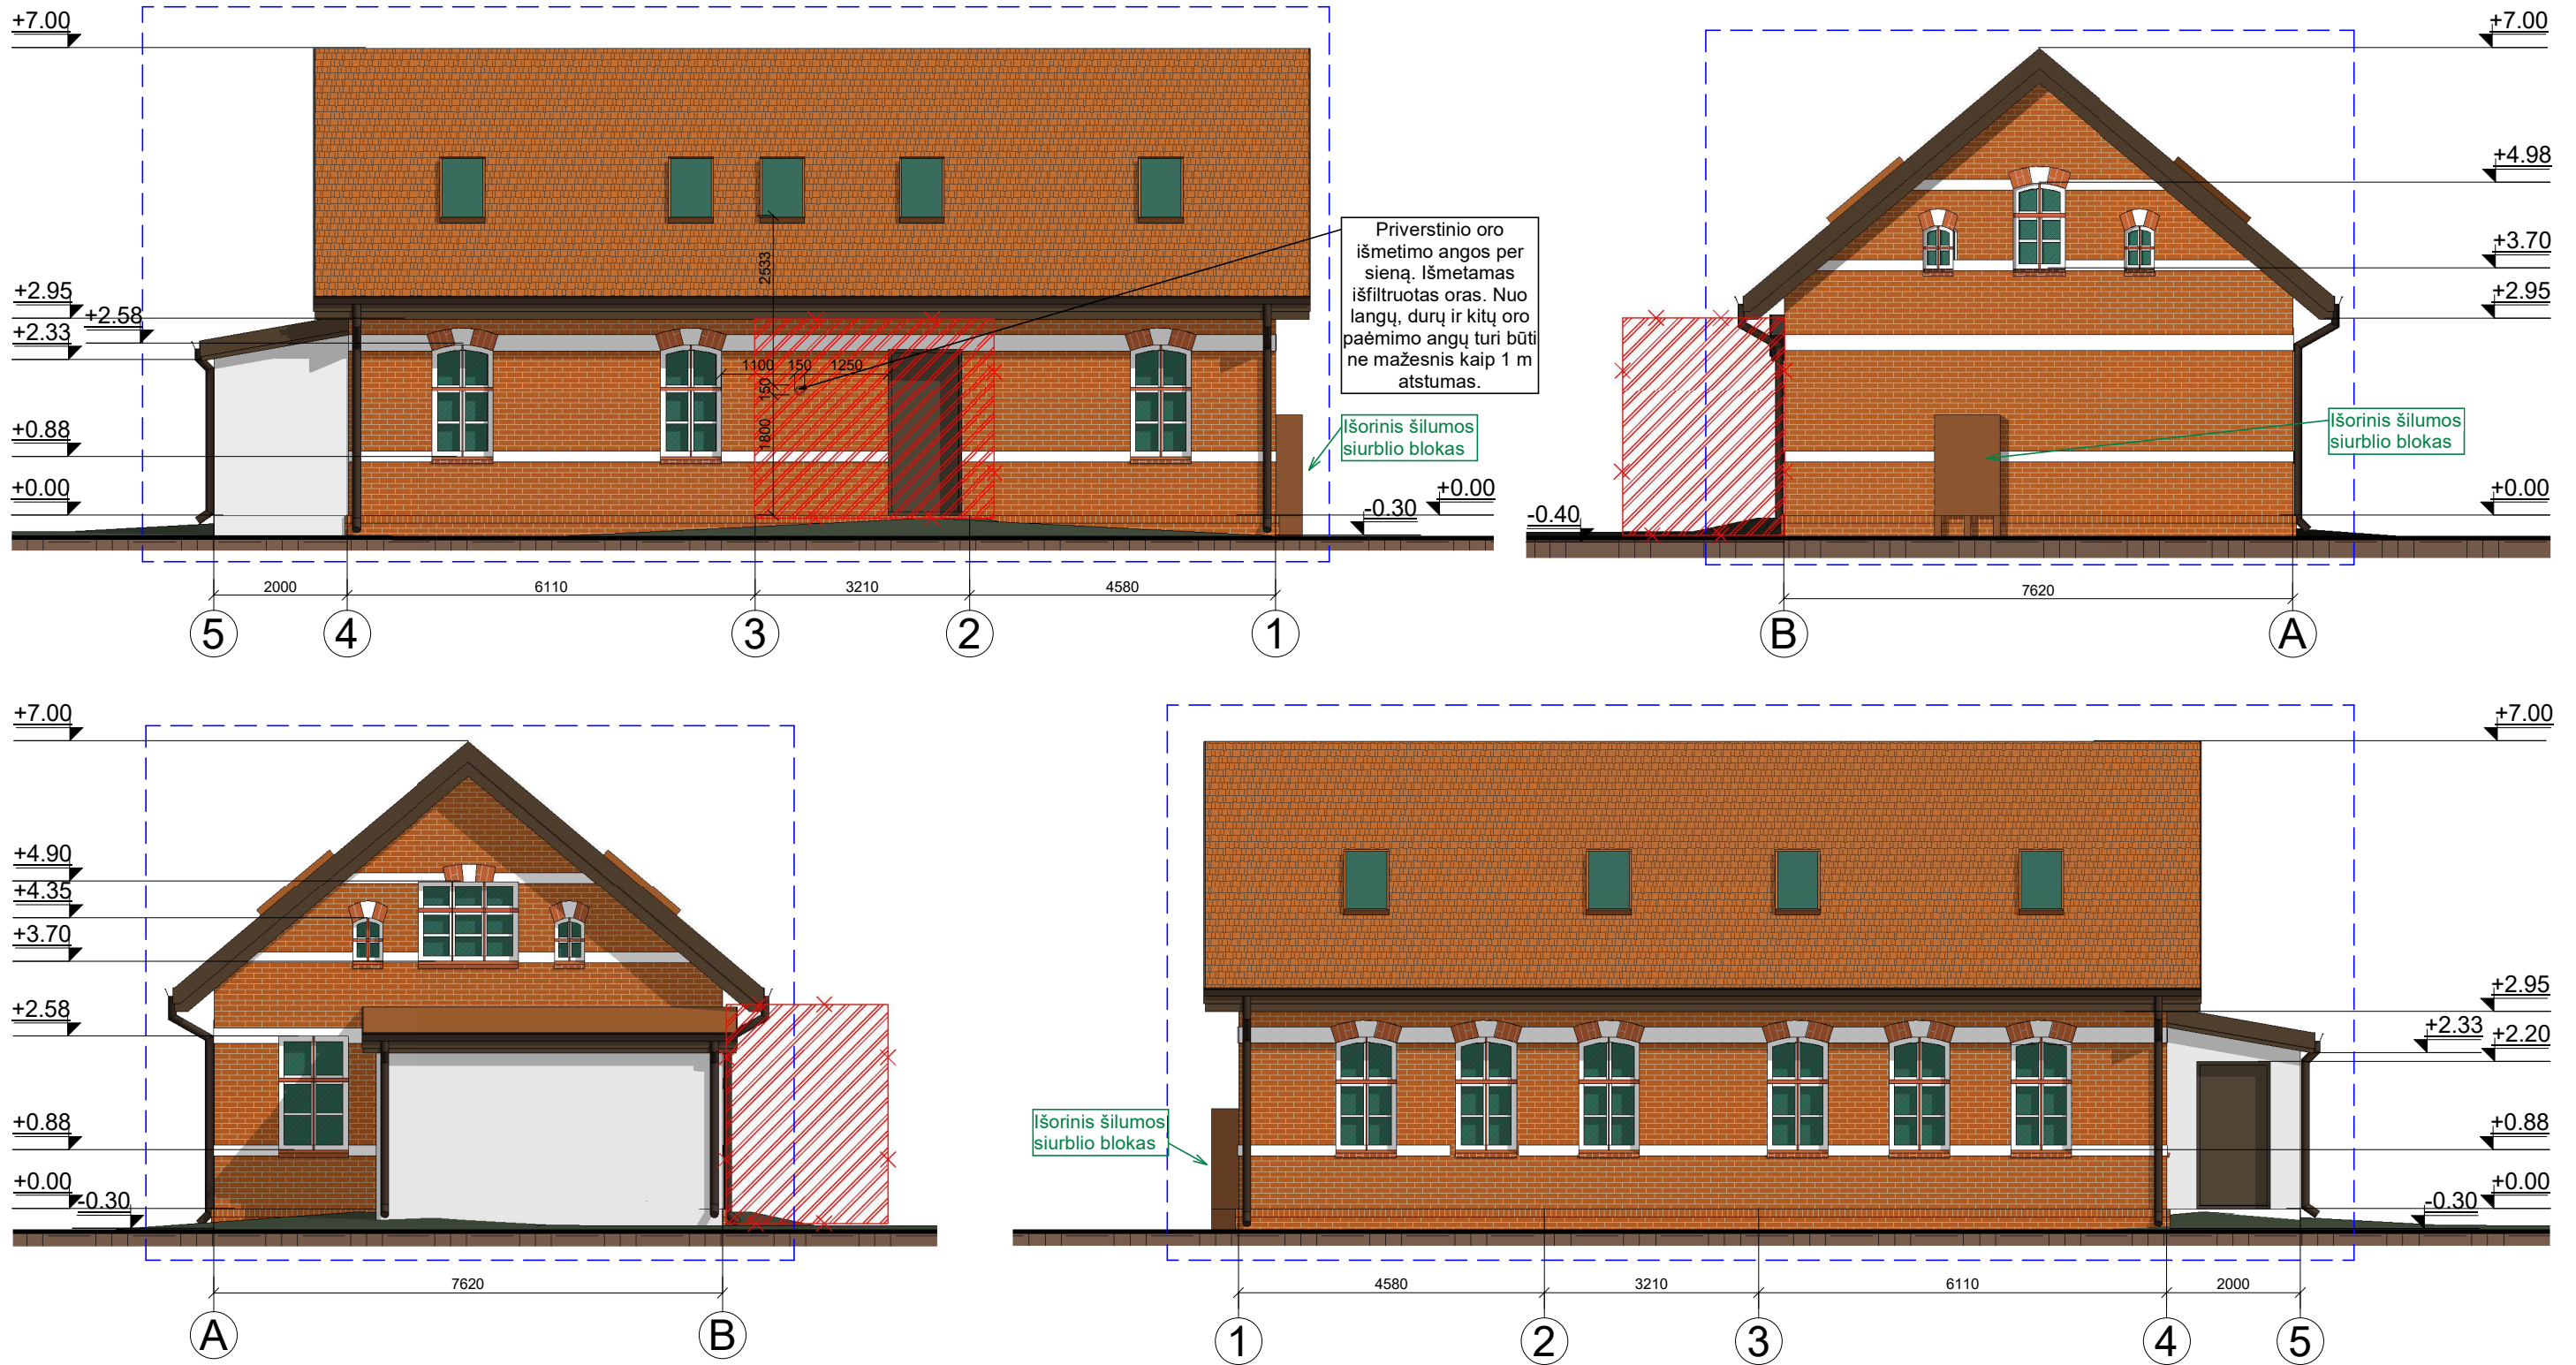 +7.00
+2.95
+2.58
+2.33
+0.88
+0.00
2533
1100 150 1250
150
1800
Priverstinio oro
išmetimo angos per
sieną. Išmetamas
išfiltruotas oras. Nuo
langų, durų ir kitų oro
paėmimo angų turi būti
ne mažesnis kaip 1 m
atstumas.
Išorinis šilumos
siurblio blokas
+0.00
-0.30
2000 6110 3210 4580
5 4 3 2 1
+7.00
+4.98
+3.70
+2.95
Išorinis šilumos
siurblio blokas
+0.00
-0.40
7620
B A
+7.00
+4.90
+4.35
+3.70
+2.58
+0.88
+0.00
-0.30
7620
A B
+7.00
+2.95
+2.33
+2.20
Išorinis šilumos
siurblio blokas
+0.88
+0.00
-0.30
4580 3210 6110 2000
1 2 3 4 5